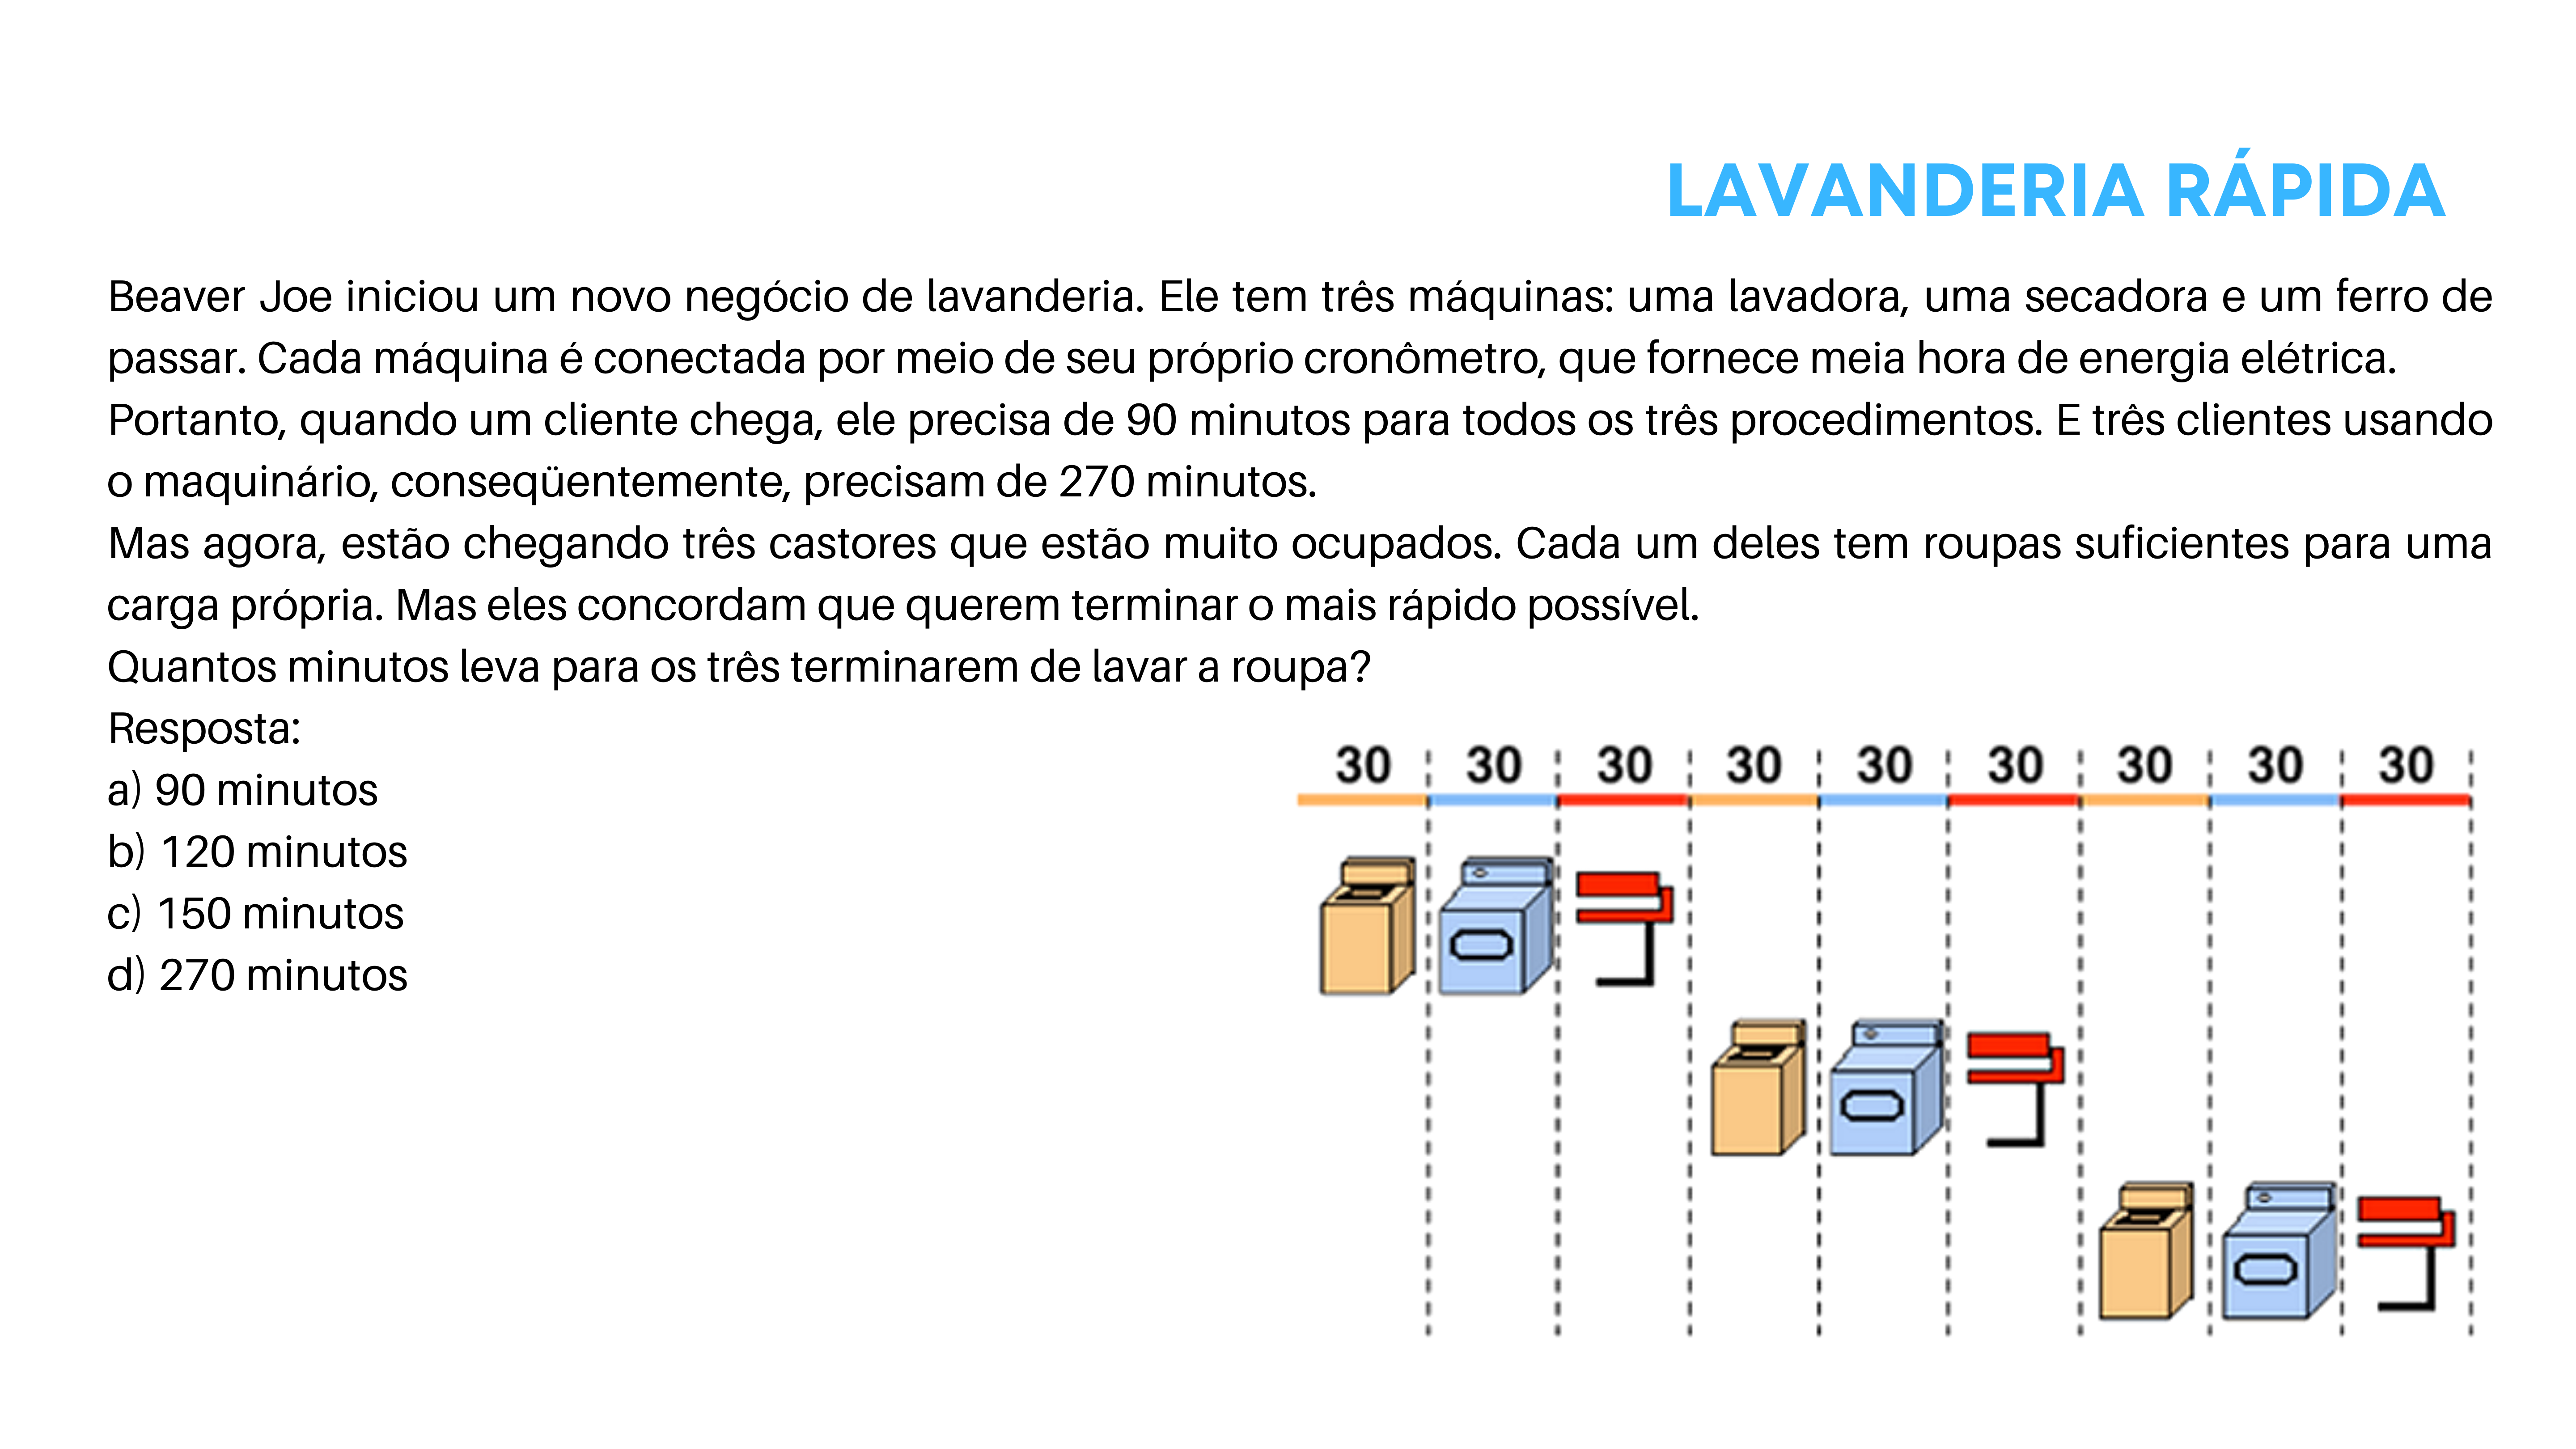 LAVANDERIA RÁPIDA
Beaver Joe iniciou um novo negócio de lavanderia. Ele tem três máquinas: uma lavadora, uma secadora e um ferro de
passar. Cada máquina é conectada por meio de seu próprio cronômetro, que fornece meia hora de energia elétrica.
Portanto, quando um cliente chega, ele precisa de 90 minutos para todos os três procedimentos. E três clientes usando
o maquinário, conseqüentemente, precisam de 270 minutos.
Mas agora, estão chegando três castores que estão muito ocupados. Cada um deles tem roupas suficientes para uma
carga própria. Mas eles concordam que querem terminar o mais rápido possível.
Quantos minutos leva para os três terminarem de lavar a roupa?
Resposta:
a) 90 minutos
b) 120 minutos
c) 150 minutos
d) 270 minutos
30 30 30 30 30 30 30 30 30